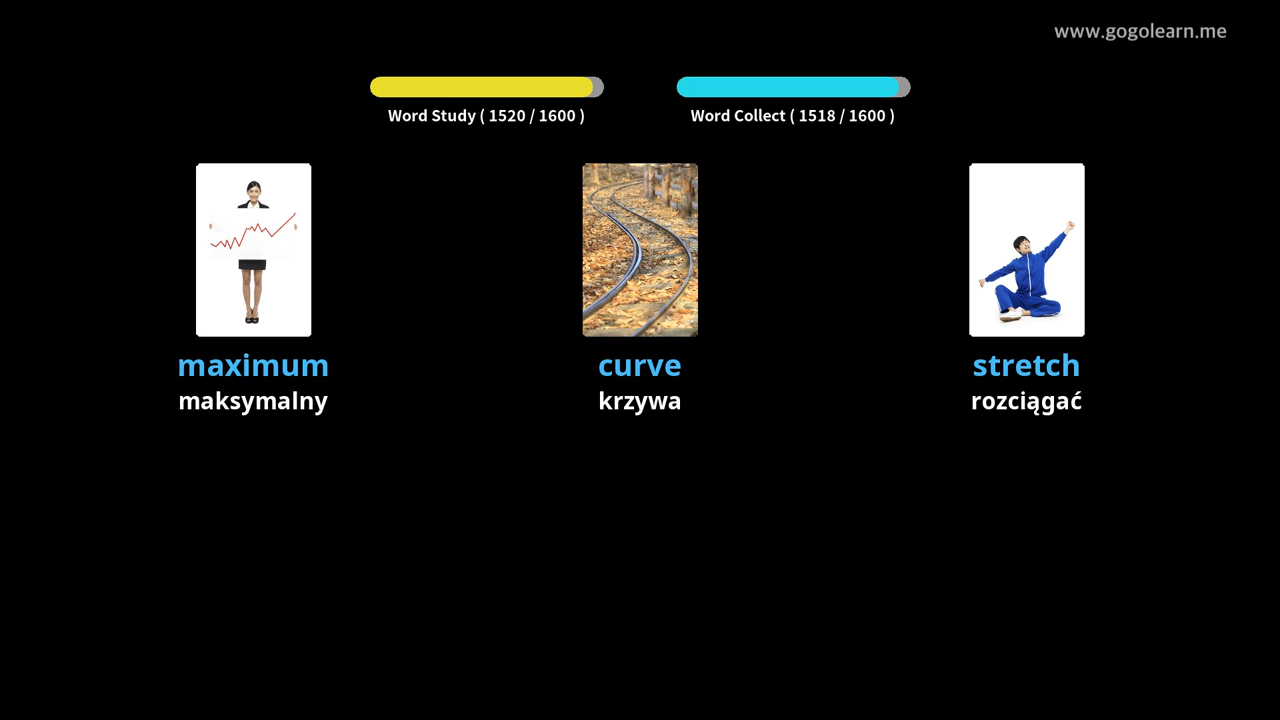 www.gogolearn.me
Word Study ( 1520 / 1600 )
Word Collect ( 1518 / 1600 )
maximum
maksymalny
curve
krzywa
stretch
rozciągać